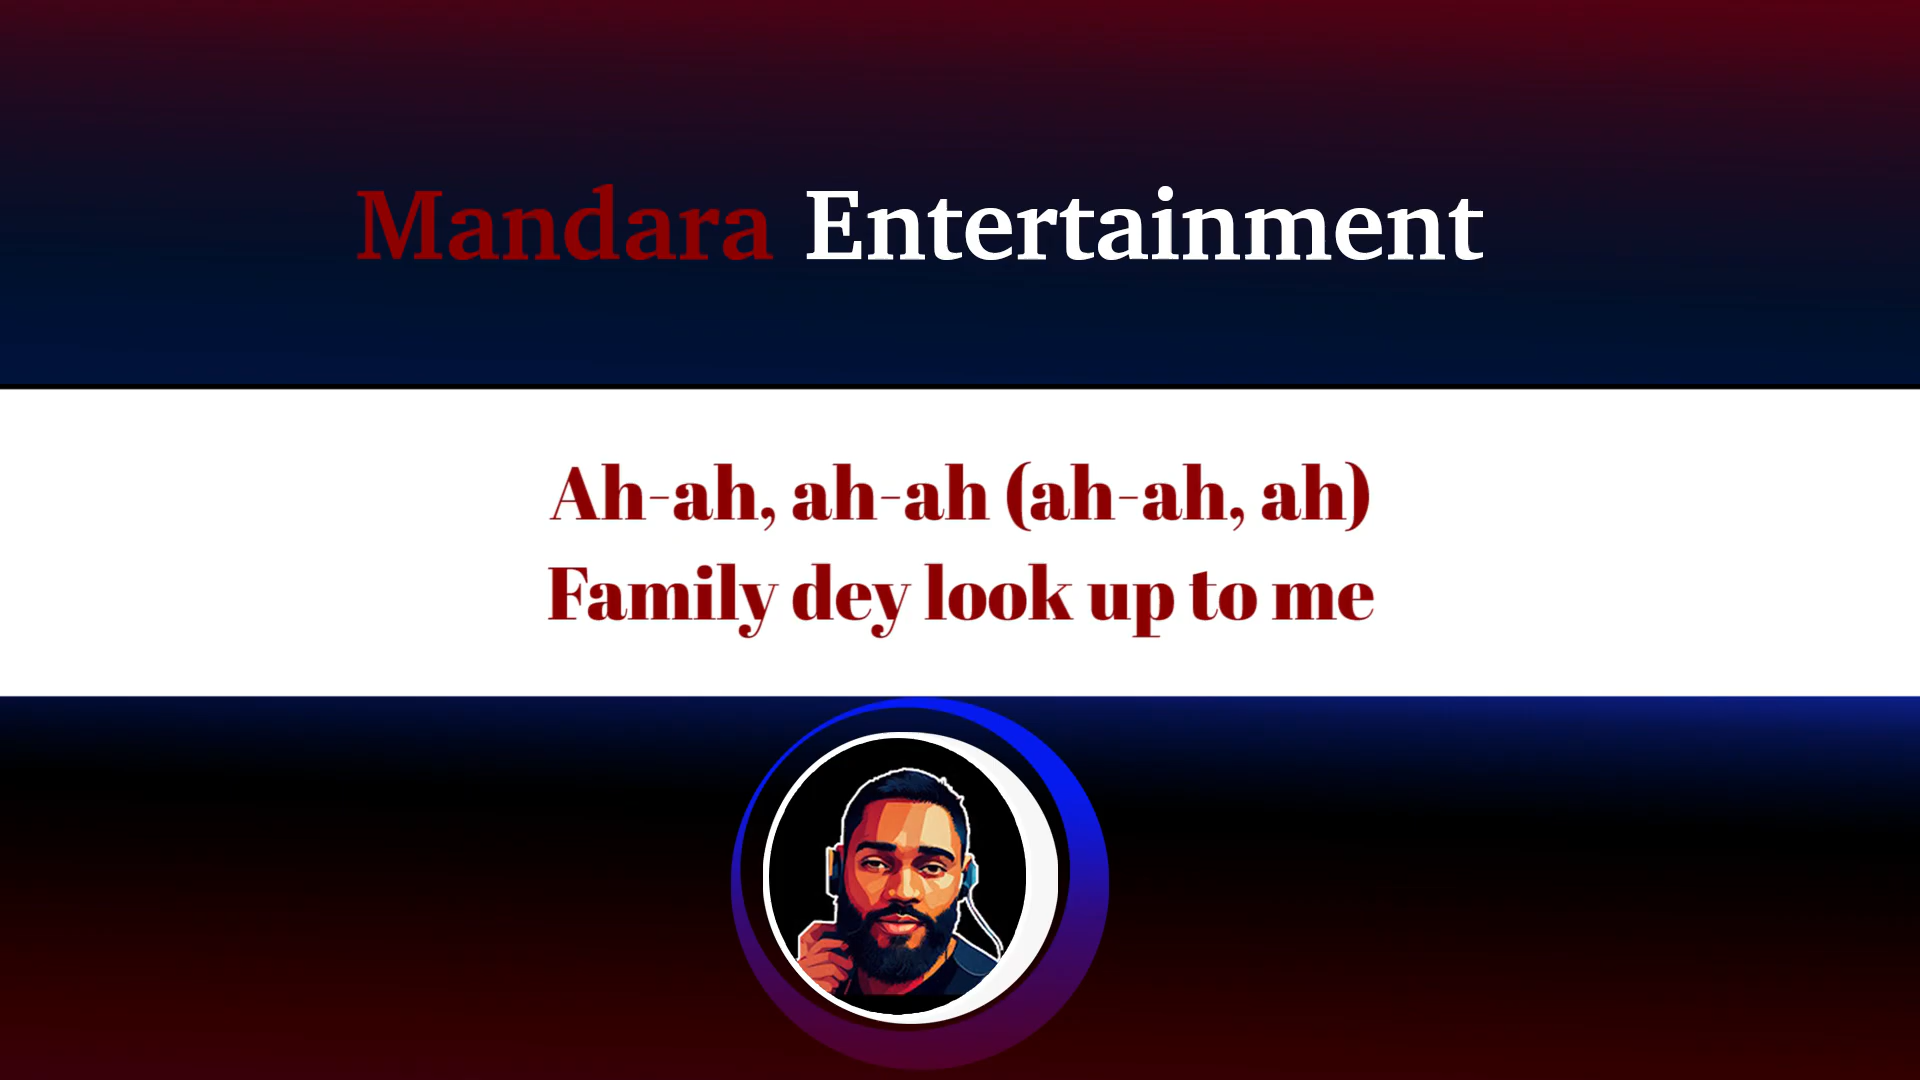 Mandara Entertainment
Ah-ah, ah-ah (ah-ah, ah)
Family dey look up to me